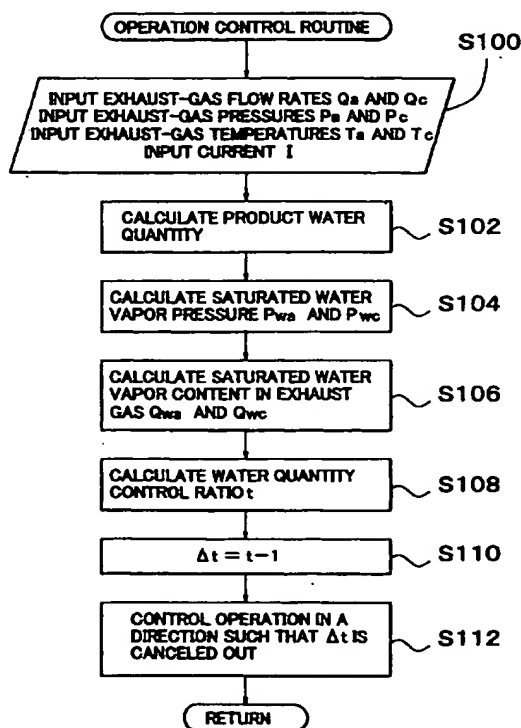 OPERATION CONTROL ROUTINE
S100
INPUT EXHAUST-GAS FLOW RATES Qa AND Qc
INPUT EXHAUST-GAS PRESSURES Pa AND Pc
INPUT EXHAUST-GAS TEMPERATURES Ta AND Tc
INPUT CURRENT I
CALCULATE PRODUCT WATER
QUANTITY
S102
CALCULATE SATURATED WATER
VAPOR PRESSURE Pwa AND Pwc
S104
CALCULATE SATURATED WATER
VAPOR CONTENT IN EXHAUST
GAS Qwa AND Qwc
S106
CALCULATE WATER QUANTITY
CONTROL RATIO t
S108
Δt = t-1
S110
CONTROL OPERATION IN A
DIRECTION SUCH THAT Δt IS
CANCELED OUT
S112
RETURN